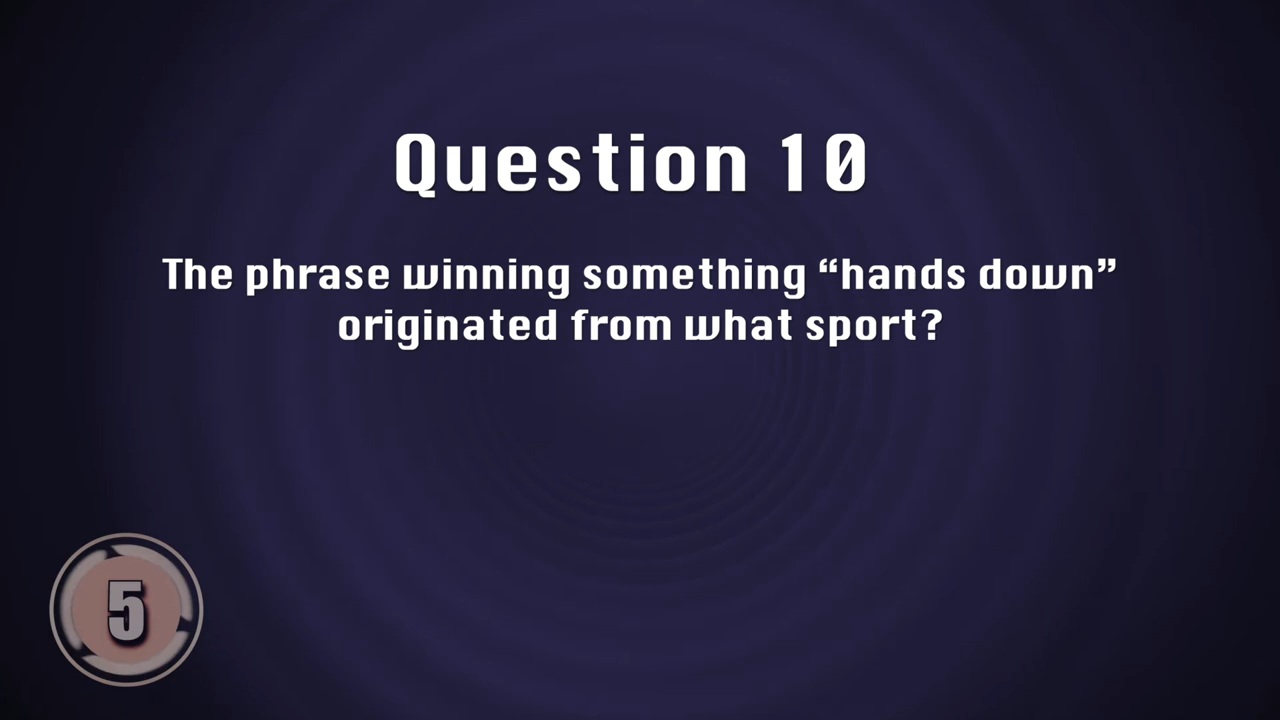 Question 10
The phrase winning something “hands down”
originated from what sport?
5